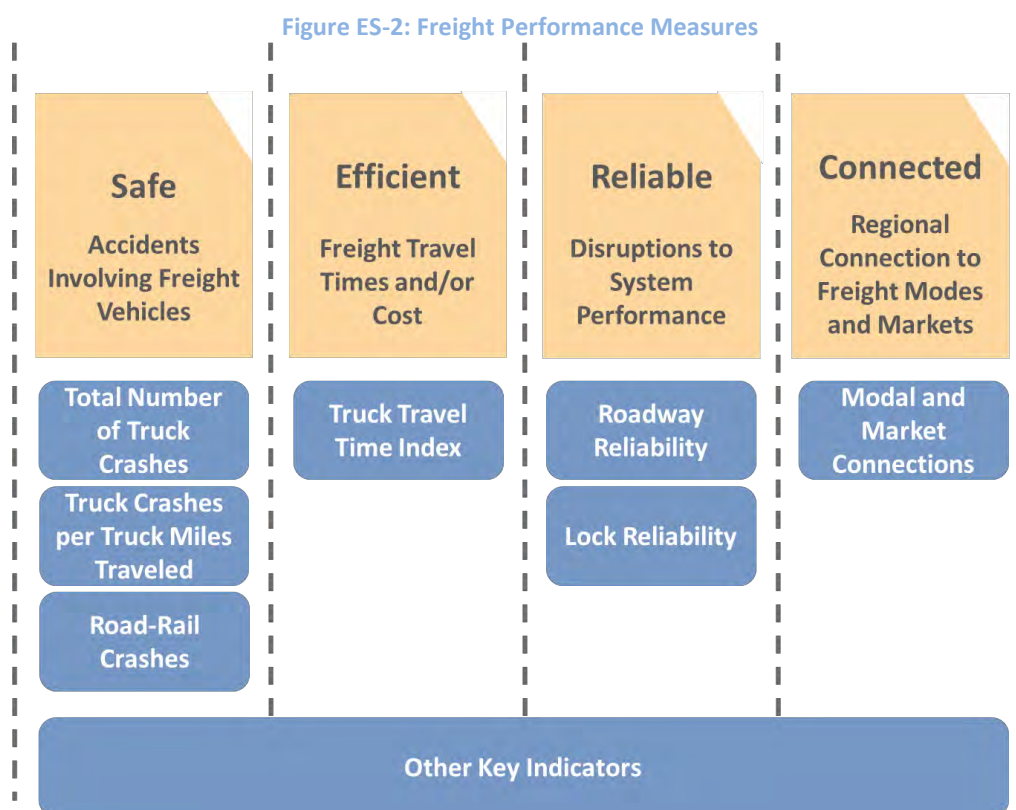 Figure ES-2: Freight Performance Measures
Safe
Accidents
Involving Freight
Vehicles
Total Number
of Truck
Crashes
Truck Crashes
per Truck Miles
Traveled
Road-Rail
Crashes
Efficient
Freight Travel
Times and/or
Cost
Truck Travel
Time Index
Reliable
Disruptions to
System
Performance
Roadway
Reliability
Lock Reliability
Connected
Regional
Connection to
Freight Modes
and Markets
Modal and
Market
Connections
Other Key Indicators